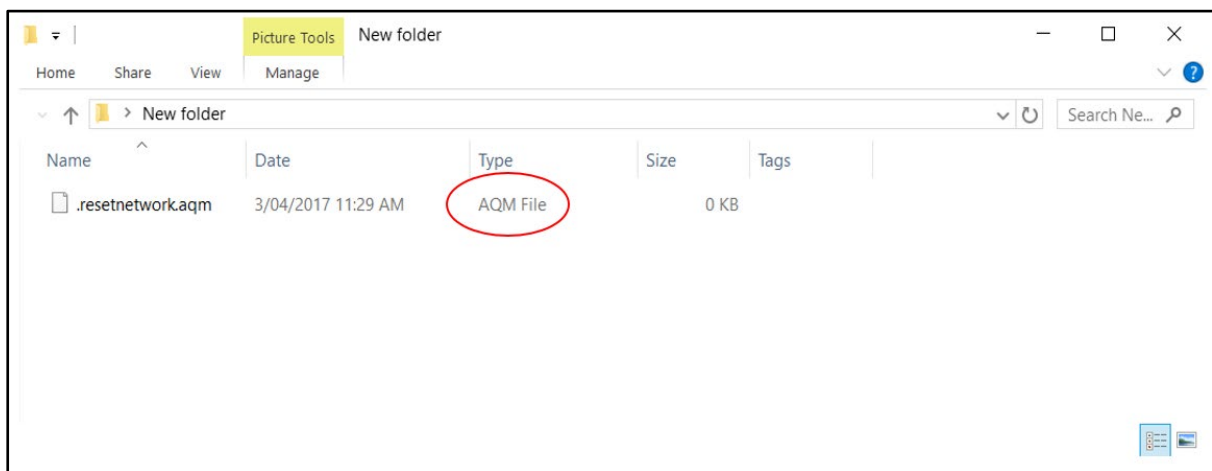 Picture Tools New folder
Home Share View Manage
New folder
Search Ne...
Name Date Type Size Tags
.resetnetwork.aqm 3/04/2017 11:29 AM AQM File 0 KB